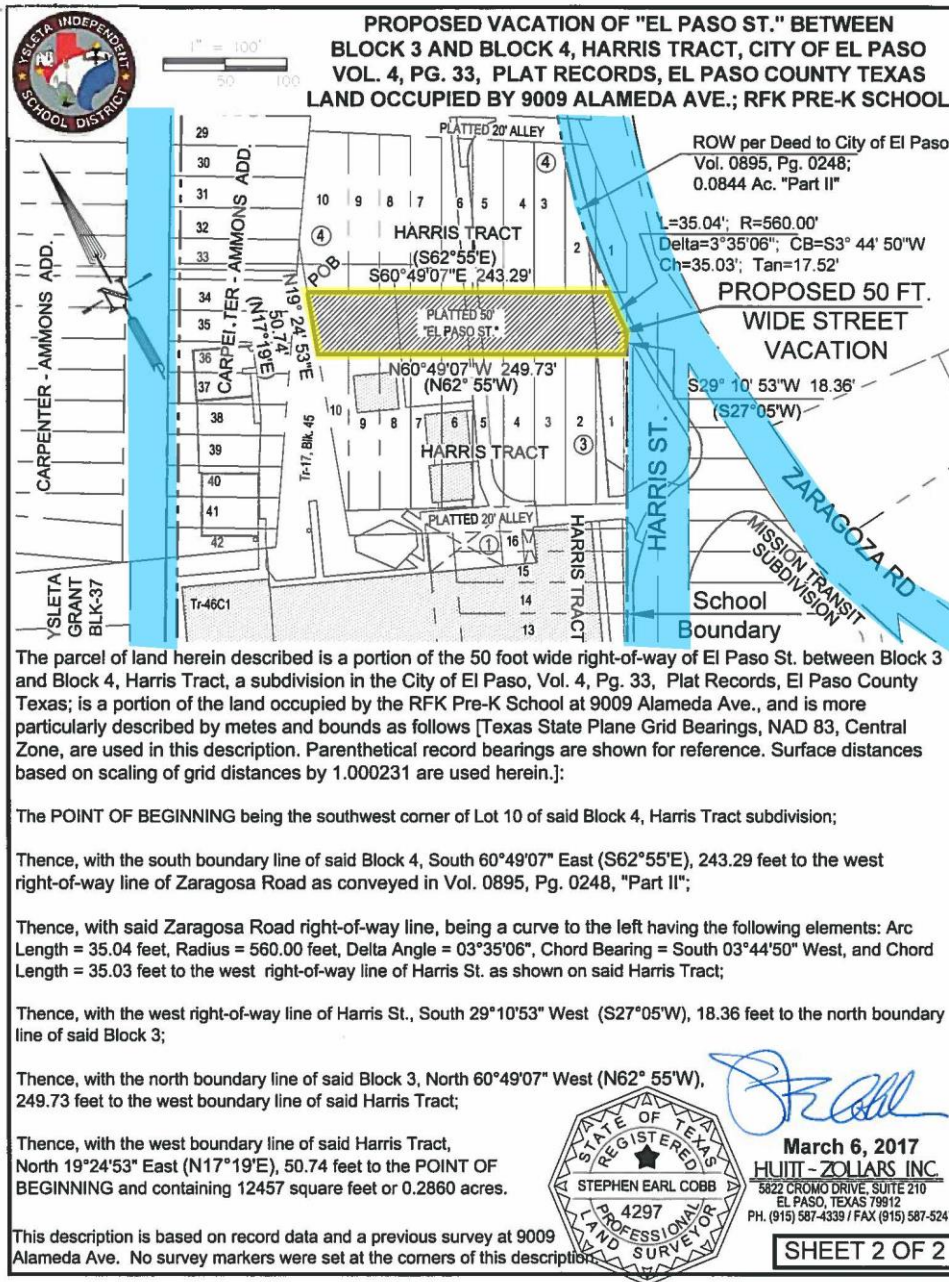 YSLETA INDEPENDENT
SCHOOL DISTRICT
1" = 100'
50 100
PROPOSED VACATION OF "EL PASO ST." BETWEEN
BLOCK 3 AND BLOCK 4, HARRIS TRACT, CITY OF EL PASO
VOL. 4, PG. 33, PLAT RECORDS, EL PASO COUNTY TEXAS
LAND OCCUPIED BY 9009 ALAMEDA AVE.; RFK PRE-K SCHOOL
PLATTED 20' ALLEY
ROW per Deed to City of El Paso
Vol. 0895, Pg. 0248;
0.0844 Ac. "Part II"
L=35.04'; R=560.00'
Delta=3°35'06"; CB=S3° 44' 50"W
Ch=35.03'; Tan=17.52'
PROPOSED 50 FT.
WIDE STREET
VACATION
S29° 10' 53"W 18.36'
(S27°05'W)
29
30
31
32
33
34
35
36
37
38
39
40
41
42
CARPENTER - AMMONS ADD.
CARPENTER - AMMONS ADD.
10 9 8 7 6 5 4 3 2 1
4
4
HARRIS TRACT
(S62°55'E)
S60°49'07"E 243.29'
POB
N 19° 24' 53"E
50.74'
(N17°19'E)
PLATTED 50'
"EL PASO ST."
N60°49'07"W 249.73'
(N62° 55'W)
10 9 8 7 6 5 4 3 2 1
3
HARRIS TRACT
Tr-17, Blk. 45
PLATTED 20' ALLEY
1
16
15
14
13
HARRIS TRACT
HARRIS ST.
ZARAGOZA RD
MISSION TRANSIT
SUBDIVISION
School
Boundary
YSLETA
GRANT
BLK-37
Tr-46C1
The parcel of land herein described is a portion of the 50 foot wide right-of-way of El Paso St. between Block 3
and Block 4, Harris Tract, a subdivision in the City of El Paso, Vol. 4, Pg. 33, Plat Records, El Paso County
Texas; is a portion of the land occupied by the RFK Pre-K School at 9009 Alameda Ave., and is more
particularly described by metes and bounds as follows [Texas State Plane Grid Bearings, NAD 83, Central
Zone, are used in this description. Parenthetical record bearings are shown for reference. Surface distances
based on scaling of grid distances by 1.000231 are used herein.]:
The POINT OF BEGINNING being the southwest corner of Lot 10 of said Block 4, Harris Tract subdivision;
Thence, with the south boundary line of said Block 4, South 60°49'07" East (S62°55'E), 243.29 feet to the west
right-of-way line of Zaragosa Road as conveyed in Vol. 0895, Pg. 0248, "Part II";
Thence, with said Zaragosa Road right-of-way line, being a curve to the left having the following elements: Arc
Length = 35.04 feet, Radius = 560.00 feet, Delta Angle = 03°35'06", Chord Bearing = South 03°44'50" West, and Chord
Length = 35.03 feet to the west right-of-way line of Harris St. as shown on said Harris Tract;
Thence, with the west right-of-way line of Harris St., South 29°10'53" West (S27°05'W), 18.36 feet to the north boundary
line of said Block 3;
Thence, with the north boundary line of said Block 3, North 60°49'07" West (N62° 55'W),
249.73 feet to the west boundary line of said Harris Tract;
Thence, with the west boundary line of said Harris Tract,
North 19°24'53" East (N17°19'E), 50.74 feet to the POINT OF
BEGINNING and containing 12457 square feet or 0.2860 acres.
This description is based on record data and a previous survey at 9009
Alameda Ave. No survey markers were set at the corners of this description.
STATE OF TEXAS
REGISTERED
STEPHEN EARL COBB
4297
PROFESSIONAL
LAND SURVEYOR
March 6, 2017
HUITT - ZOLLARS INC.
5822 CROMO DRIVE, SUITE 210
EL PASO, TEXAS 79912
PH. (915) 587-4339 / FAX (915) 587-524
SHEET 2 OF 2